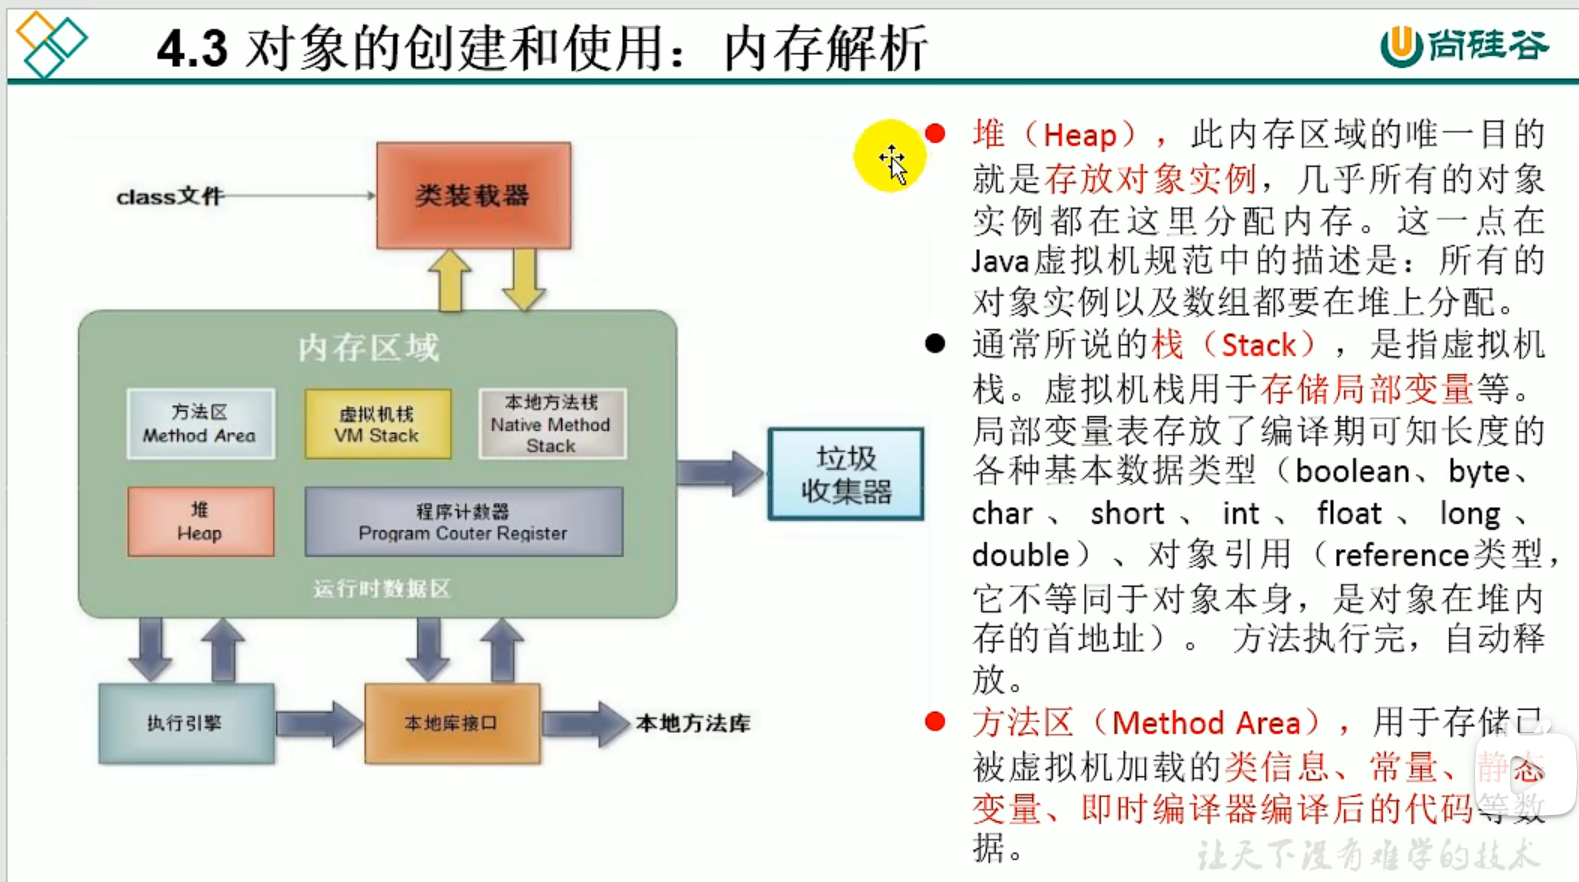 4.3 对象的创建和使用：内存解析
尚硅谷
class文件
类装载器
内存区域
方法区
Method Area
虚拟机栈
VM Stack
本地方法栈
Native Method
Stack
堆
Heap
程序计数器
Program Couter Register
运行时数据区
垃圾
收集器
执行引擎
本地库接口
本地方法库
堆（Heap），此内存区域的唯一目的
就是存放对象实例，几乎所有的对象
实例都在这里分配内存。这一点在
Java虚拟机规范中的描述是：所有的
对象实例以及数组都要在堆上分配。
通常所说的栈（Stack），是指虚拟机
栈。虚拟机栈用于存储局部变量等。
局部变量表存放了编译期可知长度的
各种基本数据类型（boolean、byte、
char 、 short 、 int 、 float 、 long 、
double）、对象引用（reference类型，
它不等同于对象本身，是对象在堆内
存的首地址）。 方法执行完，自动释
放。
方法区（Method Area），用于存储已
被虚拟机加载的类信息、常量、静态
变量、即时编译器编译后的代码等数
据。
让天下没有难学的技术